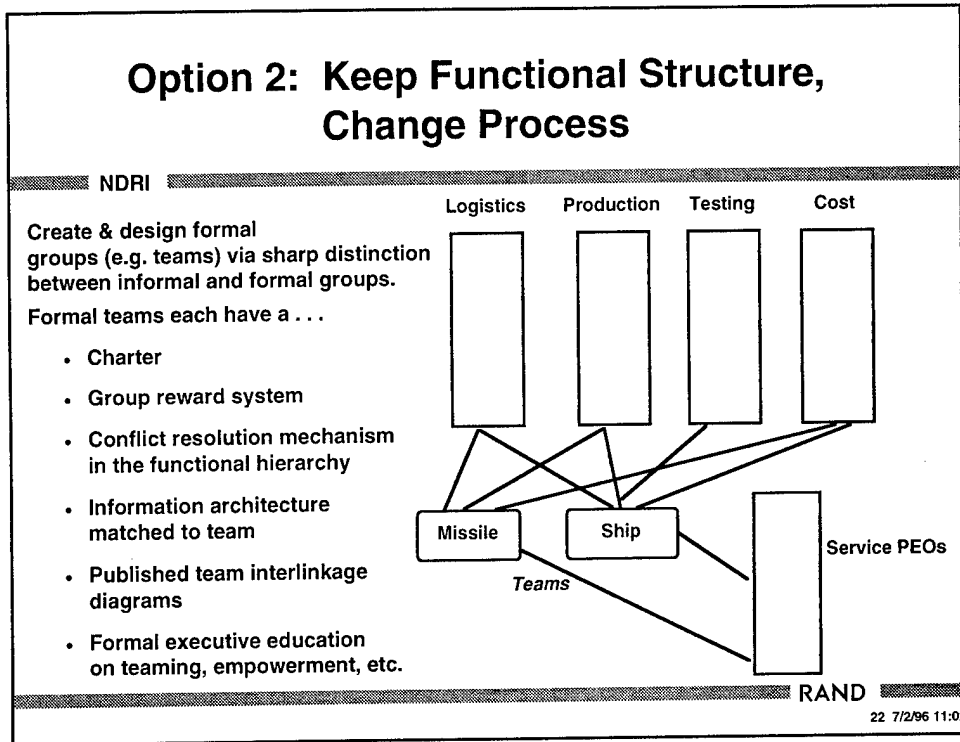 Option 2: Keep Functional Structure,
Change Process
NDRI
Create & design formal
groups (e.g. teams) via sharp distinction
between informal and formal groups.
Formal teams each have a . . .
• Charter
• Group reward system
• Conflict resolution mechanism
in the functional hierarchy
• Information architecture
matched to team
• Published team interlinkage
diagrams
• Formal executive education
on teaming, empowerment, etc.
Logistics Production Testing Cost
Missile Ship
Teams
Service PEOs
RAND
22 7/2/96 11:0